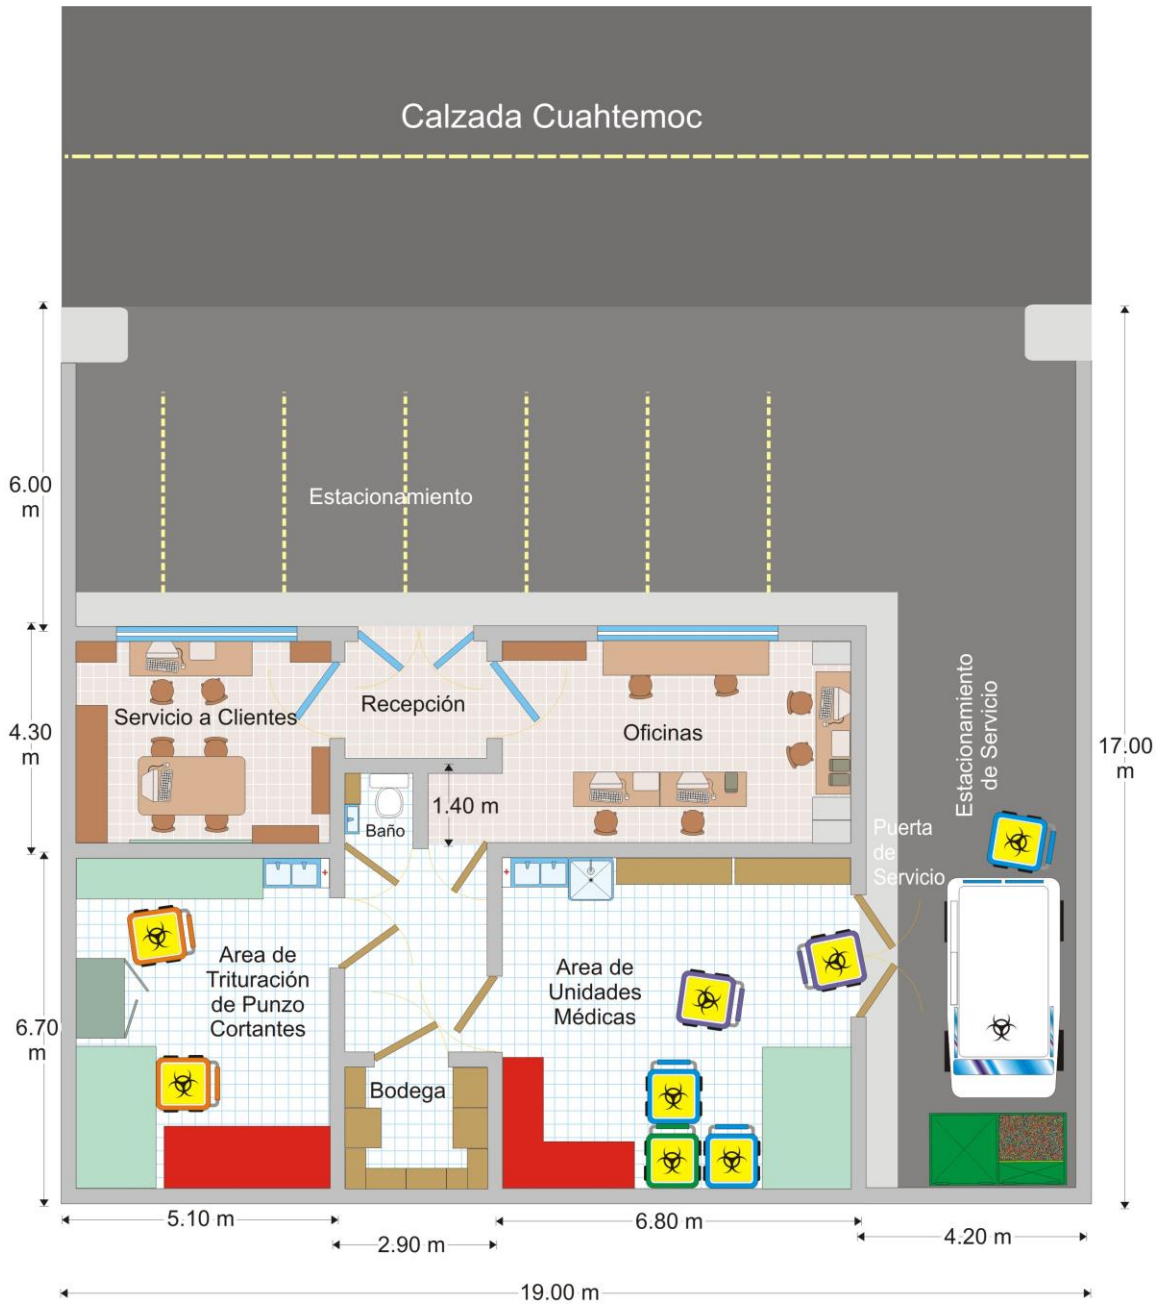 Calzada Cuahtemoc
6.00
m
Estacionamiento
Estacionamiento
de Servicio
4.30
m
Servicio a Clientes
Recepción
Oficinas
17.00
m
1.40 m
Baño
Puerta
de
Servicio
6.70
m
Area de
Trituración
de Punzo
Cortantes
Area de
Unidades
Médicas
Bodega
5.10 m
2.90 m
6.80 m
4.20 m
19.00 m